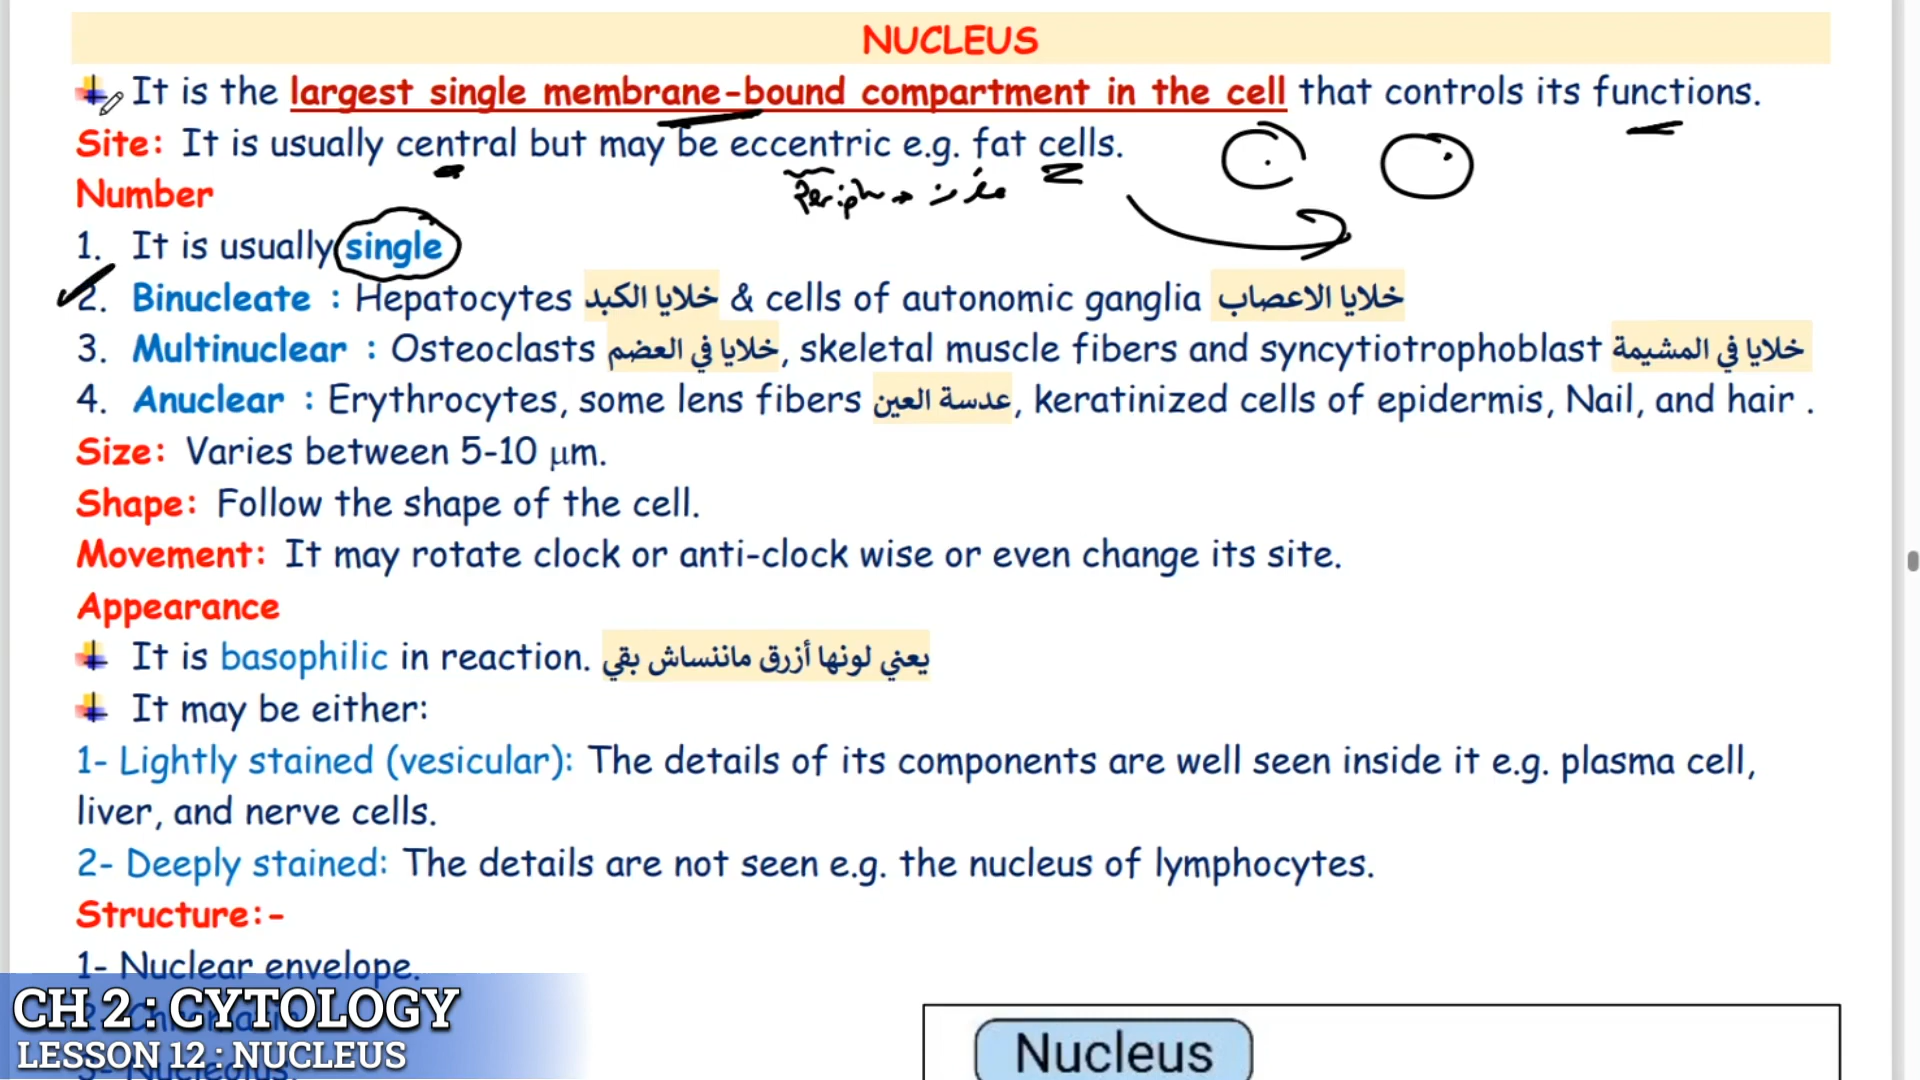 NUCLEUS
It is the largest single membrane-bound compartment in the cell that controls its functions.
Site: It is usually central but may be eccentric e.g. fat cells.
Periph
Number
1. It is usually single
2. Binucleate : Hepatocytes خلايا الكبد & cells of autonomic ganglia خلايا الاعصاب
3. Multinuclear : Osteoclasts خلايا في العضم, skeletal muscle fibers and syncytiotrophoblast خلايا في المشيمة
4. Anuclear : Erythrocytes, some lens fibers عدسة العين, keratinized cells of epidermis, Nail, and hair .
Size: Varies between 5-10 μm.
Shape: Follow the shape of the cell.
Movement: It may rotate clock or anti-clock wise or even change its site.
Appearance
It is basophilic in reaction. يعني لونها أزرق ماننساش بقي
It may be either:
1- Lightly stained (vesicular): The details of its components are well seen inside it e.g. plasma cell,
liver, and nerve cells.
2- Deeply stained: The details are not seen e.g. the nucleus of lymphocytes.
Structure:-
1- Nuclear envelope.
CH 2 : CYTOLOGY
LESSON 12 : NUCLEUS
Nucleus